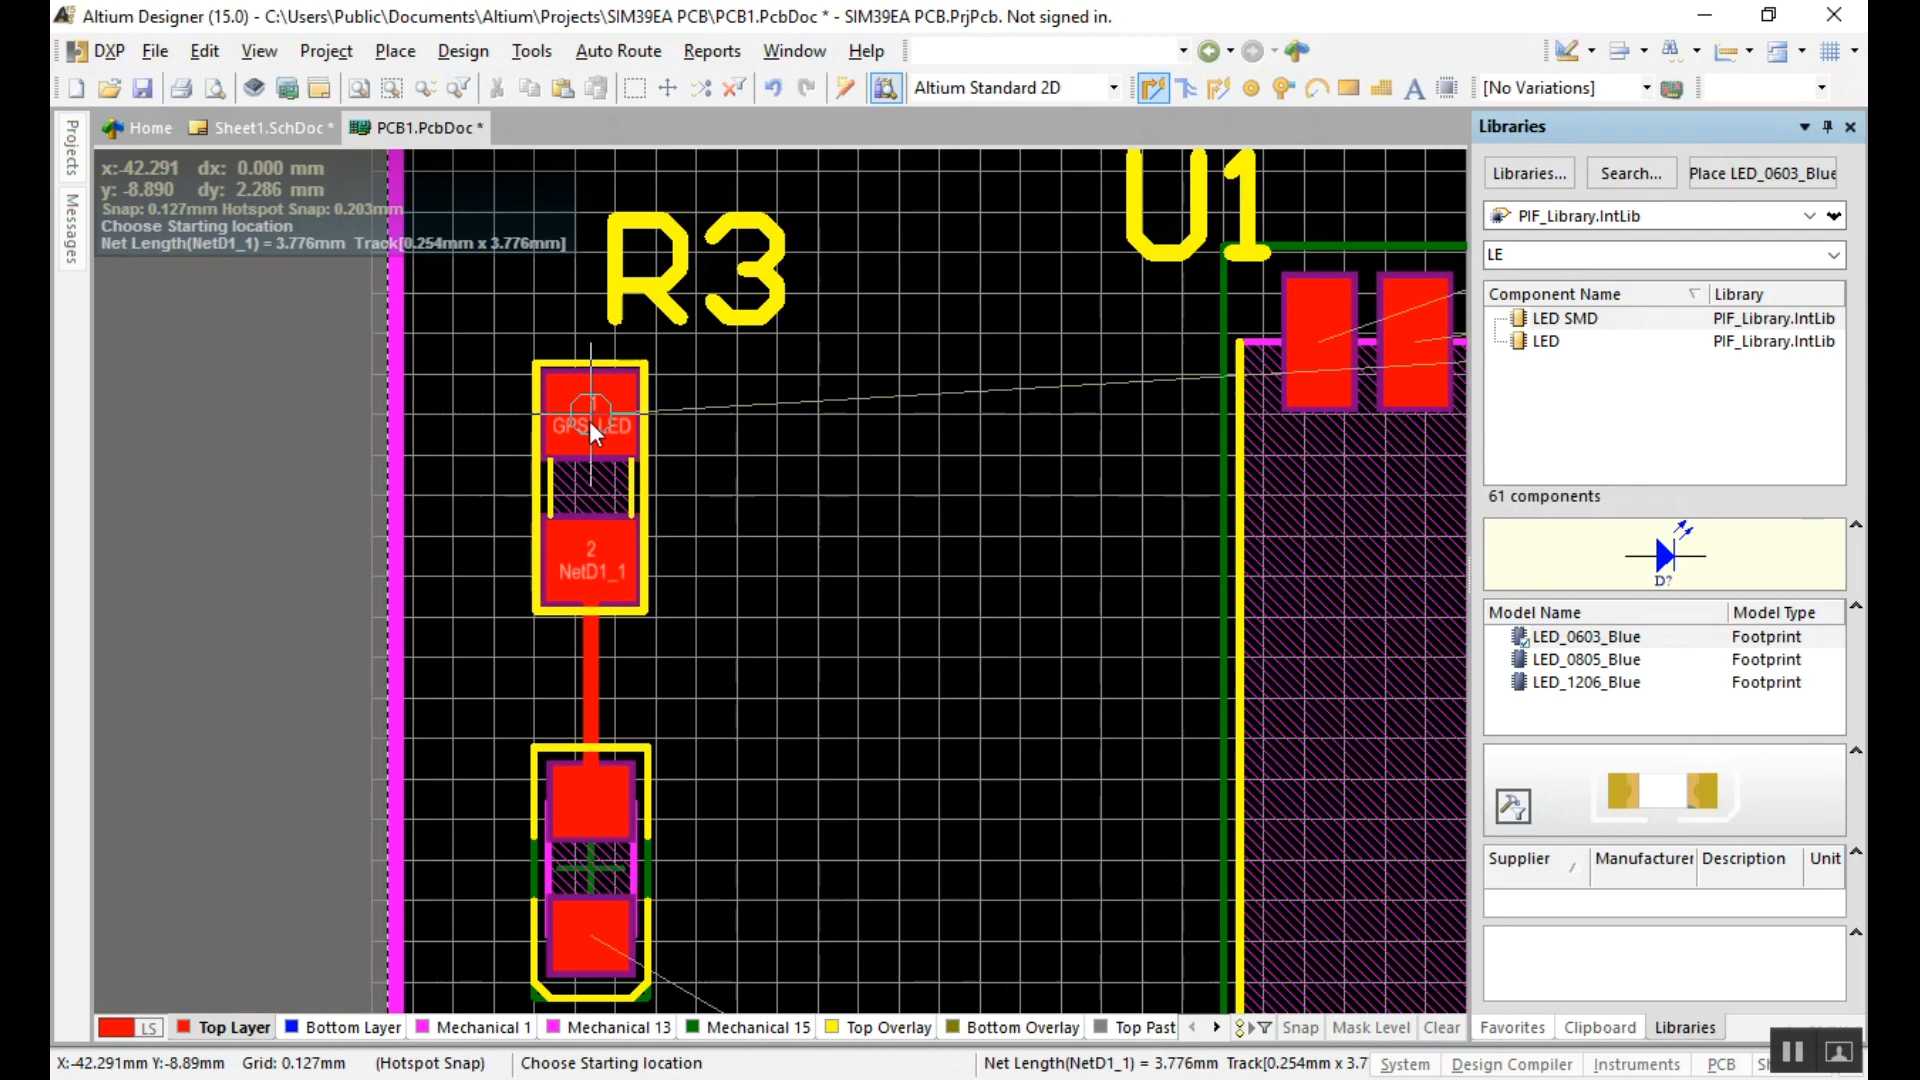 Altium Designer (15.0) - C:\Users\Public\Documents\Altium\Projects\SIM39EA PCB\PCB1.PcbDoc * - SIM39EA PCB.PrjPcb. Not signed in.
DXP File Edit View Project Place Design Tools Auto Route Reports Window Help
Altium Standard 2D
[No Variations]
Projects
Messages
Home Sheet1.SchDoc * PCB1.PcbDoc *
x:-42.291 dx: 0.000 mm
y: -8.890 dy: 2.286 mm
Snap: 0.127mm Hotspot Snap: 0.203mm
Choose Starting location
Net Length(NetD1_1) = 3.776mm Track[0.254mm x 3.776mm]
R3
U1
1
GPS_LED
2
NetD1_1
Libraries
Libraries... Search... Place LED_0603_Blue
PIF_Library.IntLib
LE
Component Name Library
LED SMD PIF_Library.IntLib
LED PIF_Library.IntLib
61 components
D?
Model Name Model Type
LED_0603_Blue Footprint
LED_0805_Blue Footprint
LED_1206_Blue Footprint
Supplier Manufacturer Description Unit
LS Top Layer Bottom Layer Mechanical 1 Mechanical 13 Mechanical 15 Top Overlay Bottom Overlay Top Past Snap Mask Level Clear
Favorites Clipboard Libraries
X:-42.291mm Y:-8.89mm Grid: 0.127mm (Hotspot Snap) Choose Starting location Net Length(NetD1_1) = 3.776mm Track[0.254mm x 3.7 System Design Compiler Instruments PCB